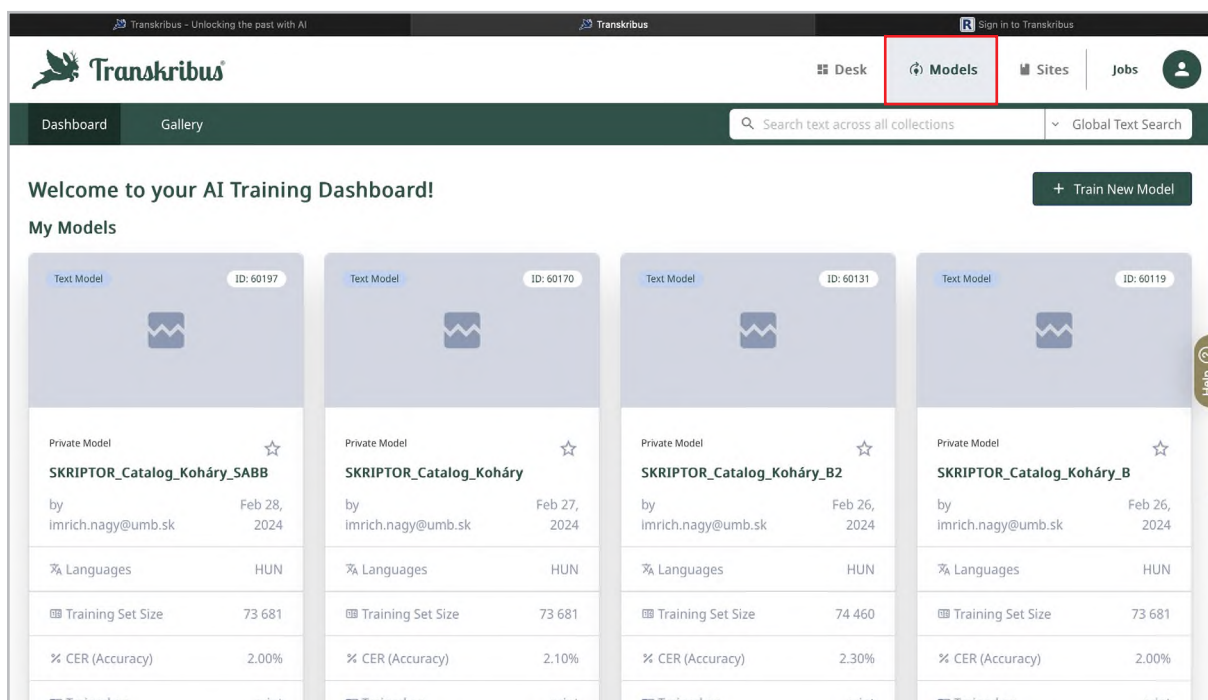 Transkribus - Unlocking the past with AI
Transkribus
R Sign in to Transkribus
Transkribus
Desk
Models
Sites
Jobs
Dashboard
Gallery
Search text across all collections
Global Text Search
Welcome to your AI Training Dashboard!
+ Train New Model
My Models
Text Model ID: 60197
Private Model
SKRIPTOR_Catalog_Koháry_SABB
by Feb 28,
imrich.nagy@umb.sk 2024
Languages HUN
Training Set Size 73 681
% CER (Accuracy) 2.00%
Text Model ID: 60170
Private Model
SKRIPTOR_Catalog_Koháry
by Feb 27,
imrich.nagy@umb.sk 2024
Languages HUN
Training Set Size 73 681
% CER (Accuracy) 2.10%
Text Model ID: 60131
Private Model
SKRIPTOR_Catalog_Koháry_B2
by Feb 26,
imrich.nagy@umb.sk 2024
Languages HUN
Training Set Size 74 460
% CER (Accuracy) 2.30%
Text Model ID: 60119
Private Model
SKRIPTOR_Catalog_Koháry_B
by Feb 26,
imrich.nagy@umb.sk 2024
Languages HUN
Training Set Size 73 681
% CER (Accuracy) 2.00%
Help ?